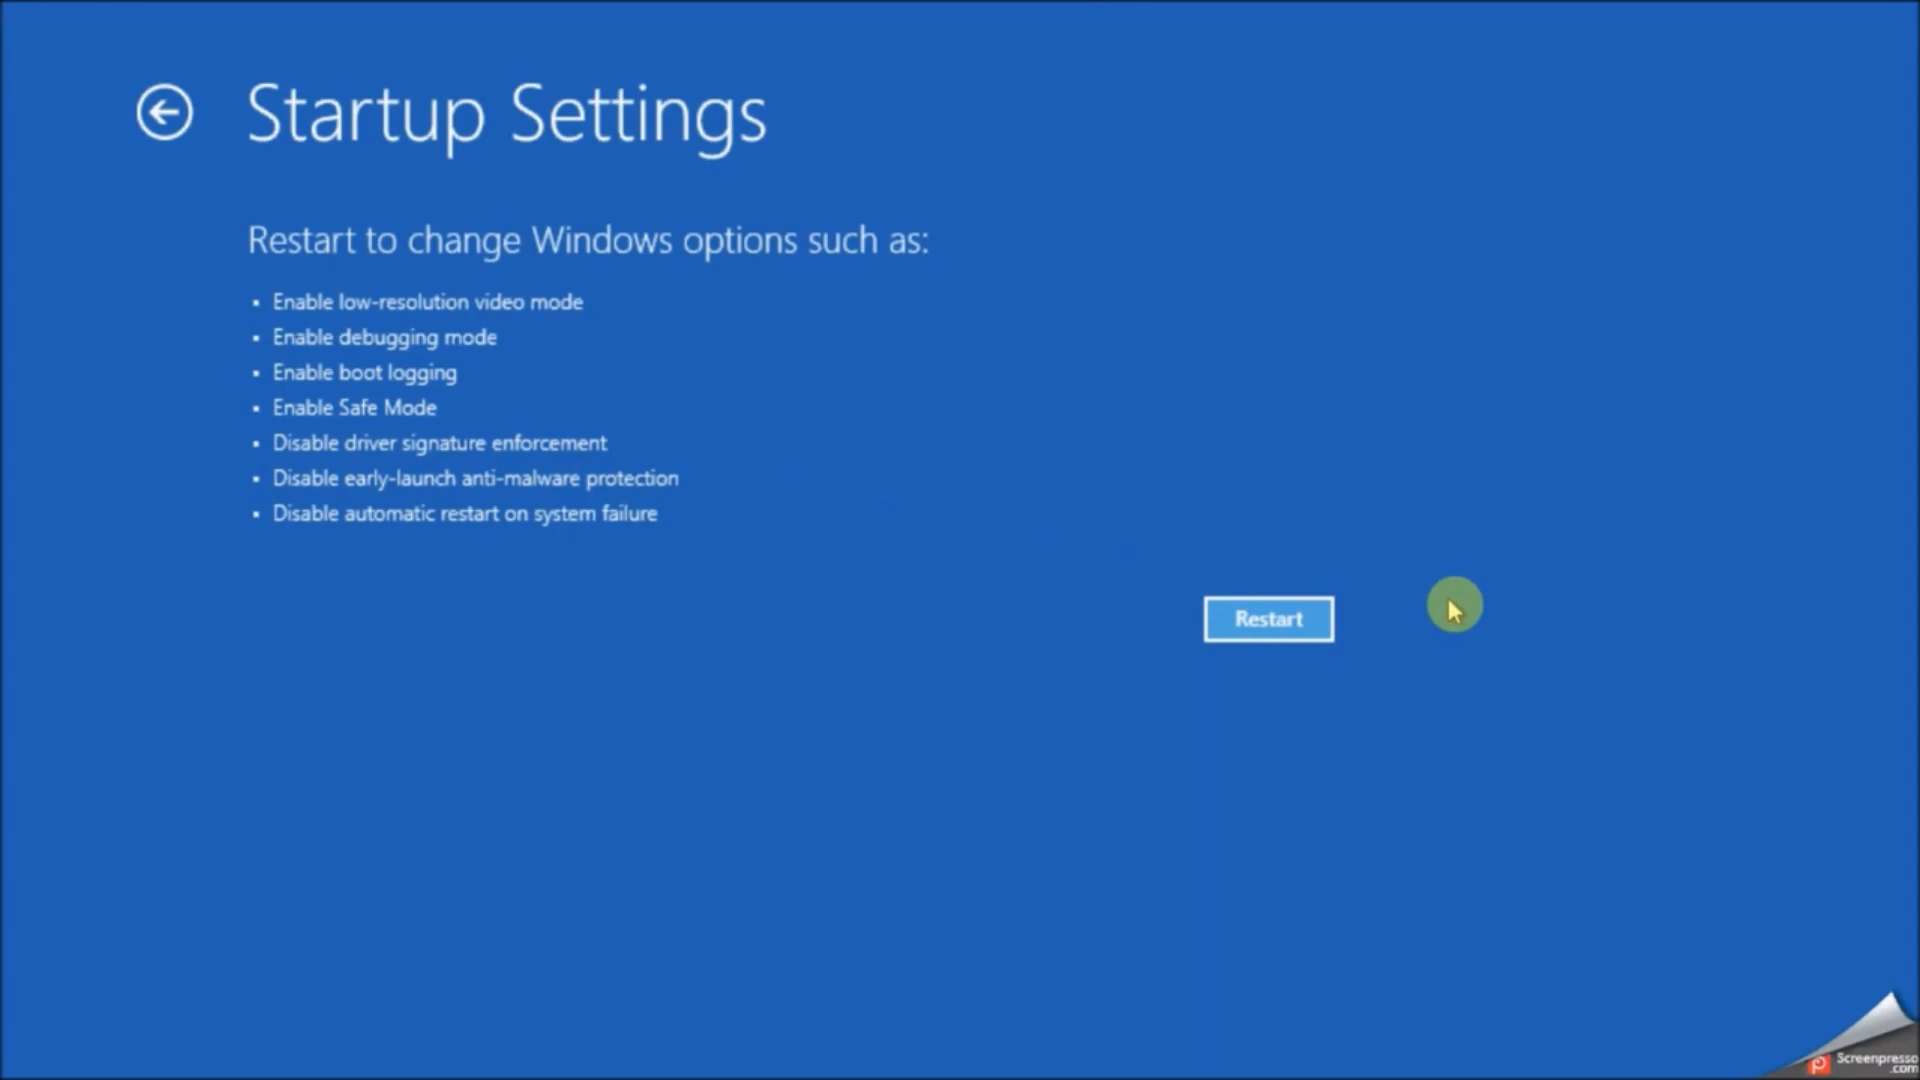 Startup Settings
Restart to change Windows options such as:
▪ Enable low-resolution video mode
▪ Enable debugging mode
▪ Enable boot logging
▪ Enable Safe Mode
▪ Disable driver signature enforcement
▪ Disable early-launch anti-malware protection
▪ Disable automatic restart on system failure
Restart
Screenpresso
.com